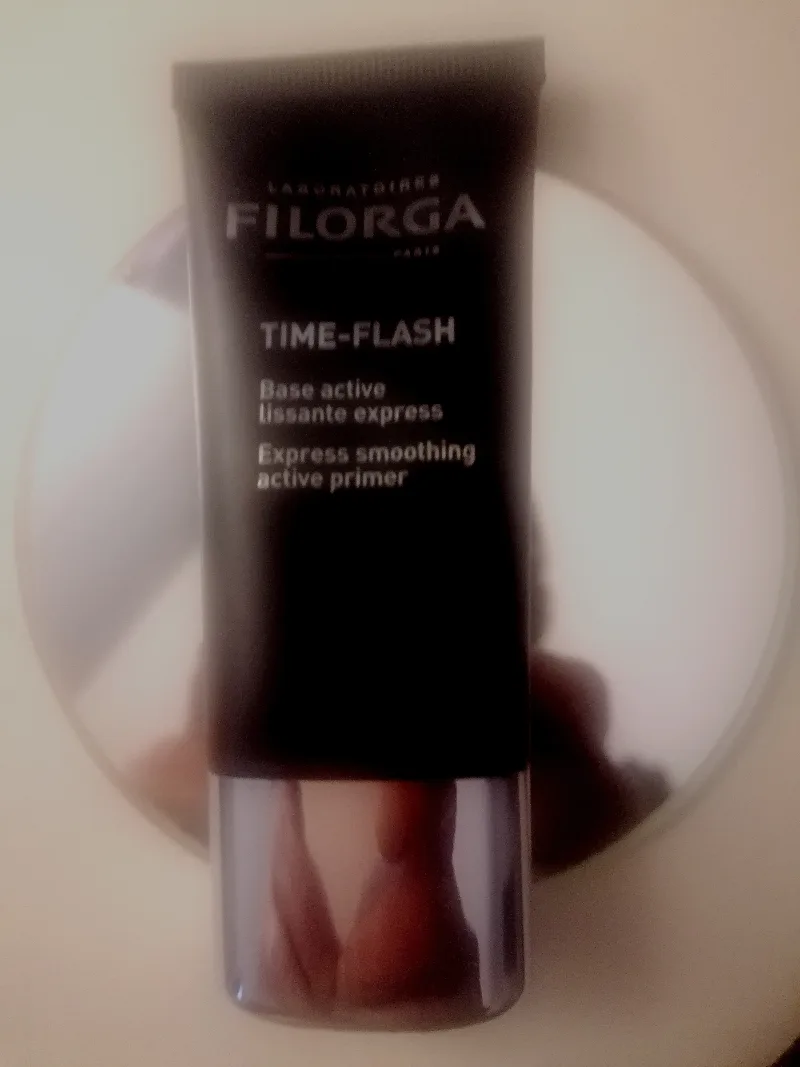 LABORATOIRES
FILORGA
PARIS
TIME-FLASH
Base active
lissante express
Express smoothing
active primer